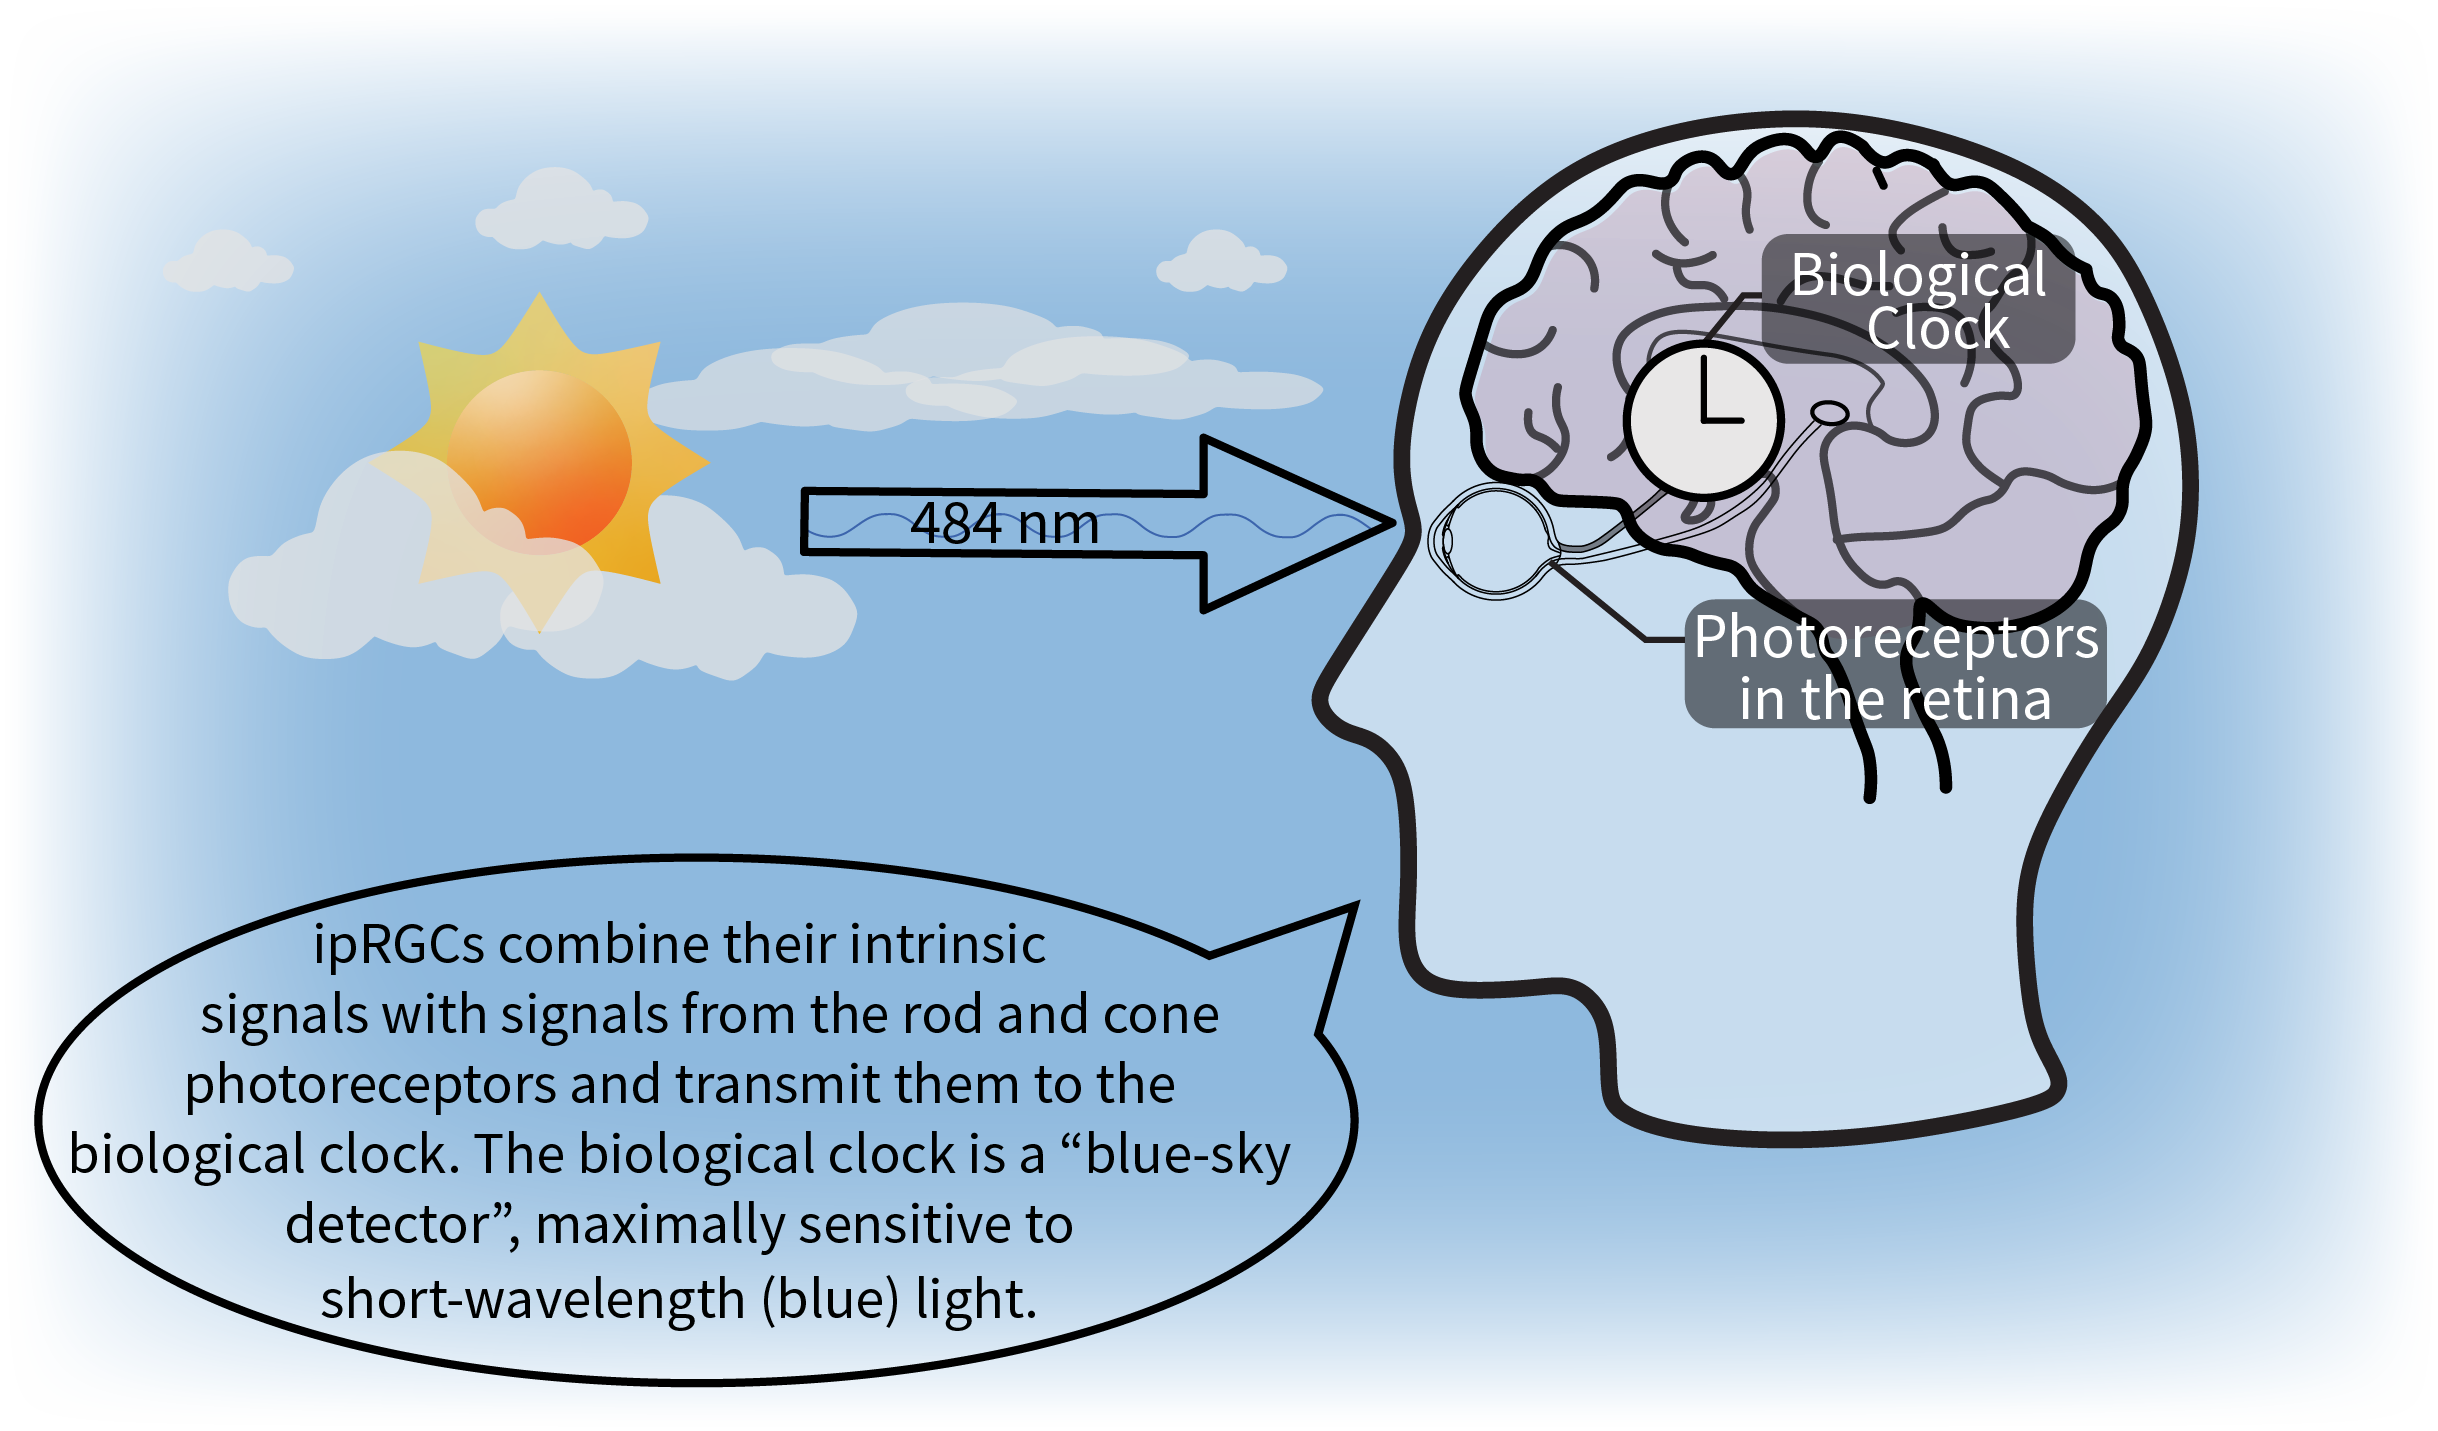 Biological
Clock
484 nm
Photoreceptors
in the retina
ipRGCs combine their intrinsic
signals with signals from the rod and cone
photoreceptors and transmit them to the
biological clock. The biological clock is a “blue-sky
detector”, maximally sensitive to
short-wavelength (blue) light.